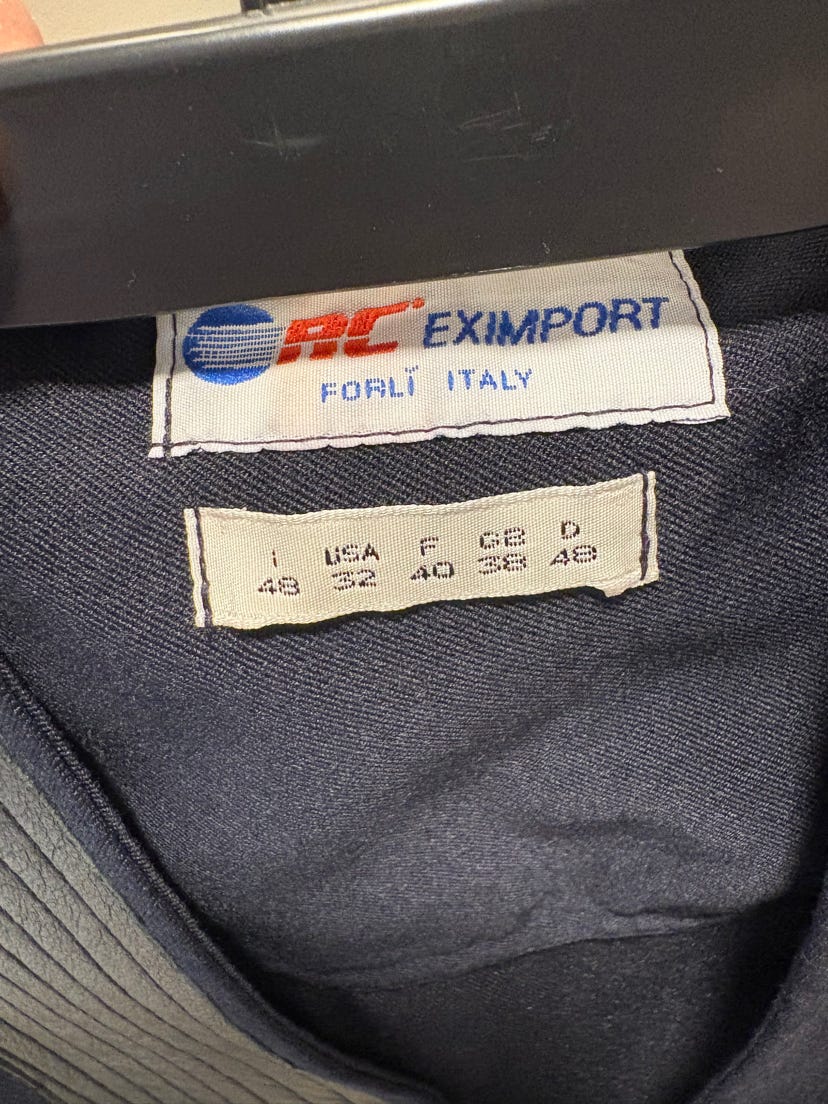 RC EXIMPORT
FORLÌ ITALY
I USA F GB D
48 32 40 38 48